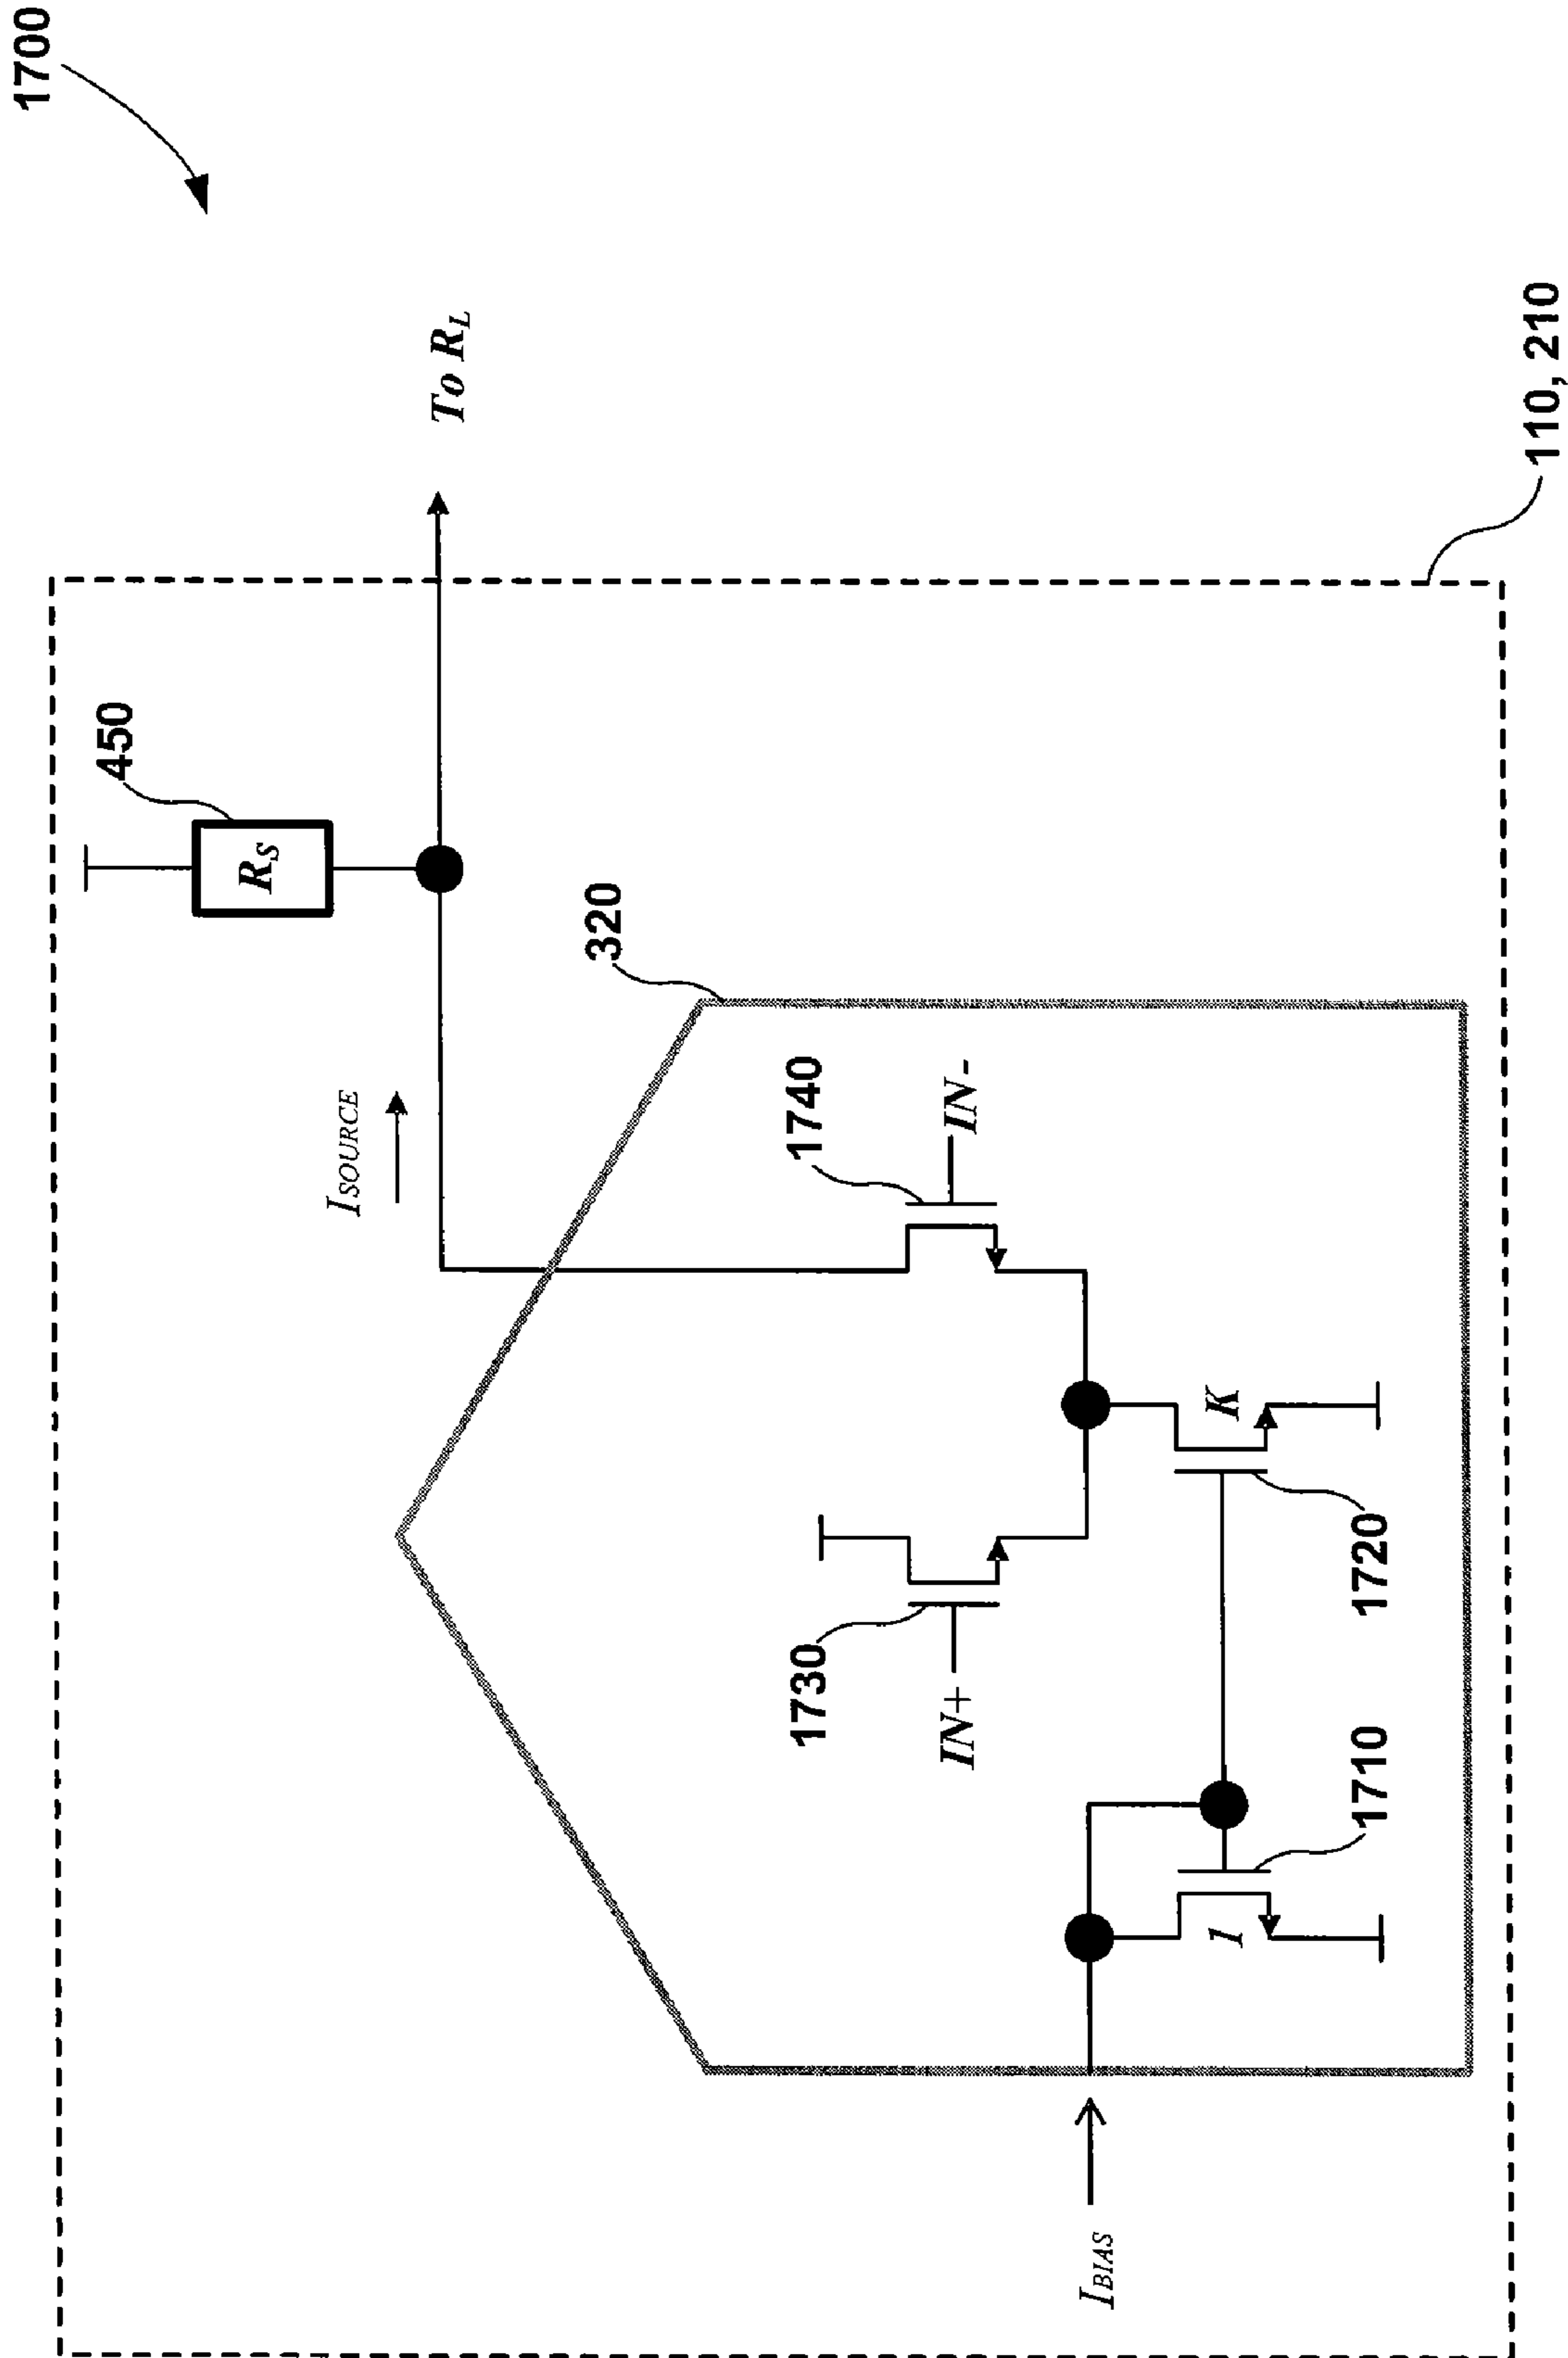 1700
450
R_S
To R_L
I_SOURCE
320
1730
1740
IN+
IN-
I_BIAS
1
K
1710
1720
110, 210